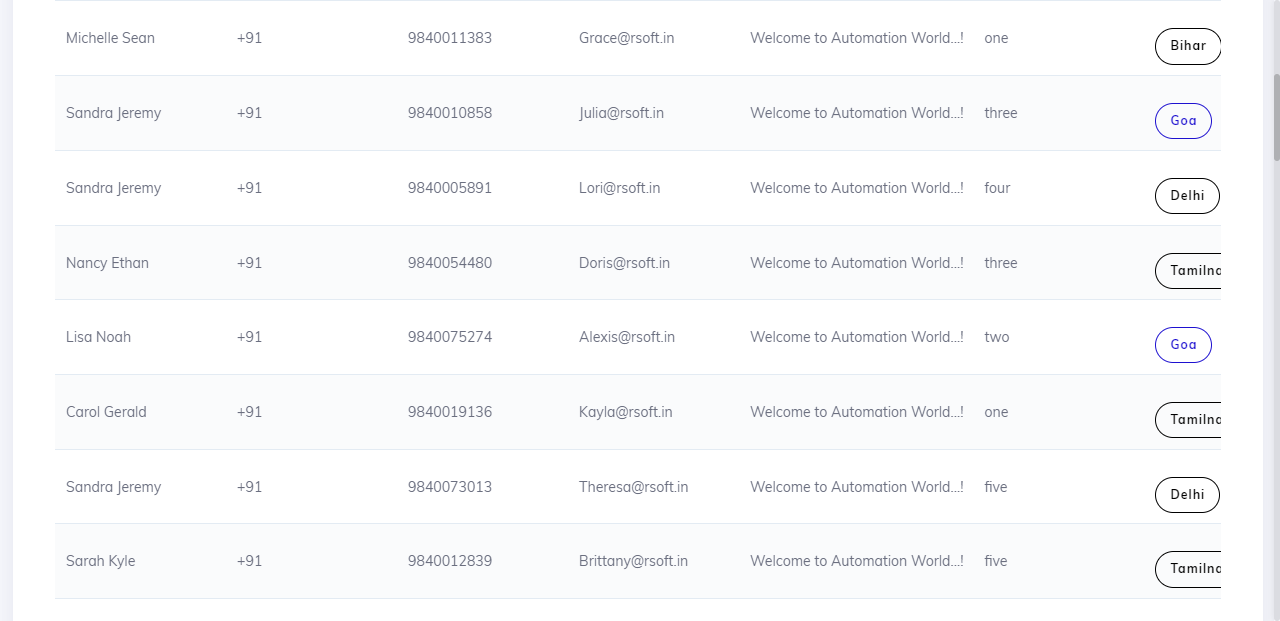 Michelle Sean +91 9840011383 Grace@rsoft.in Welcome to Automation World...! one Bihar
Sandra Jeremy +91 9840010858 Julia@rsoft.in Welcome to Automation World...! three Goa
Sandra Jeremy +91 9840005891 Lori@rsoft.in Welcome to Automation World...! four Delhi
Nancy Ethan +91 9840054480 Doris@rsoft.in Welcome to Automation World...! three Tamilna
Lisa Noah +91 9840075274 Alexis@rsoft.in Welcome to Automation World...! two Goa
Carol Gerald +91 9840019136 Kayla@rsoft.in Welcome to Automation World...! one Tamilna
Sandra Jeremy +91 9840073013 Theresa@rsoft.in Welcome to Automation World...! five Delhi
Sarah Kyle +91 9840012839 Brittany@rsoft.in Welcome to Automation World...! five Tamilna